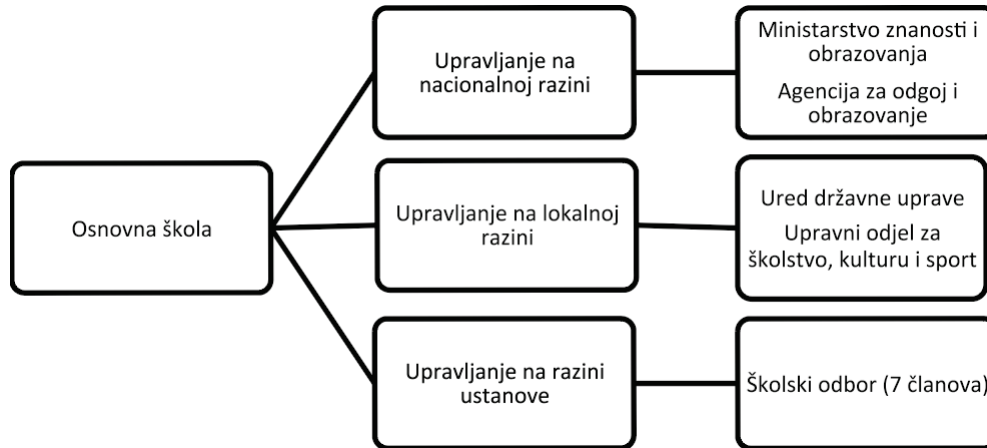 Osnovna škola
Upravljanje na
nacionalnoj razini
Ministarstvo znanosti i
obrazovanja
Agencija za odgoj i
obrazovanje
Upravljanje na lokalnoj
razini
Ured državne uprave
Upravni odjel za
školstvo, kulturu i sport
Upravljanje na razini
ustanove
Školski odbor (7 članova)